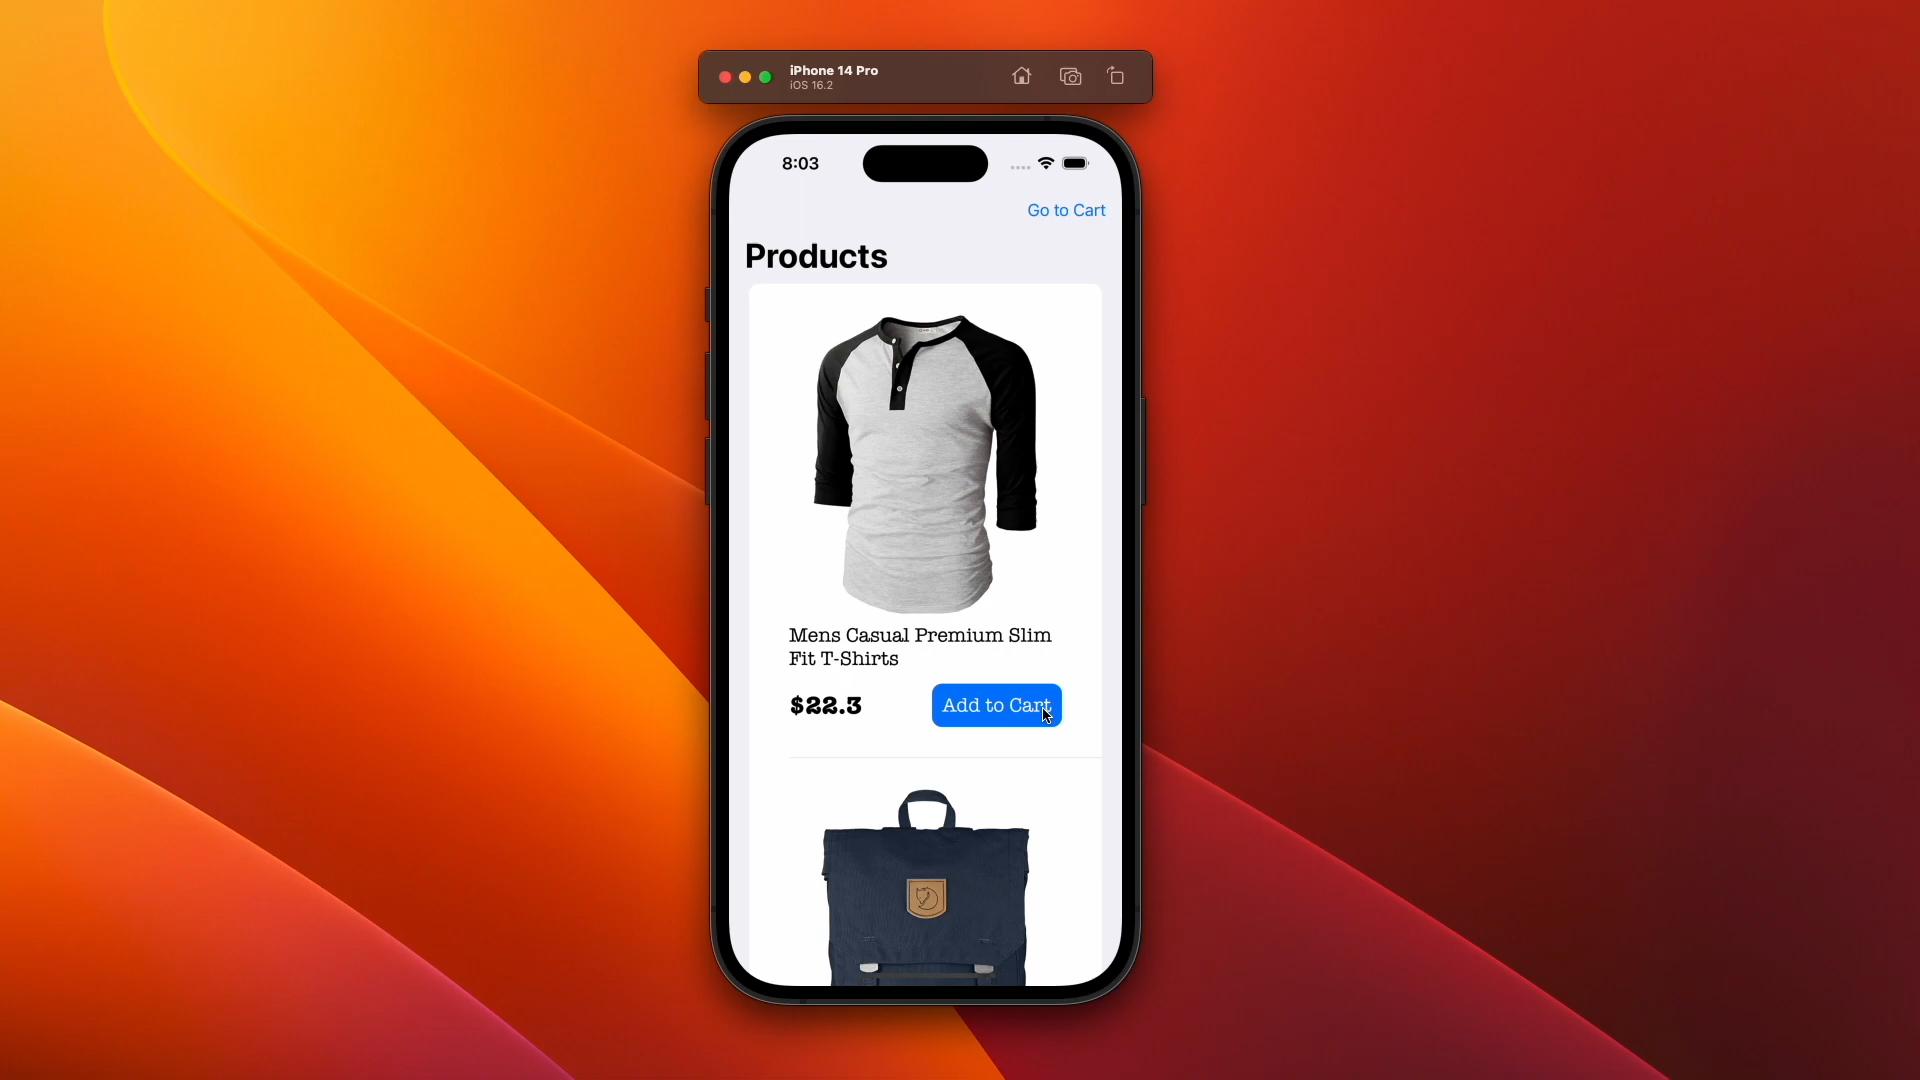 iPhone 14 Pro
iOS 16.2
8:03
Go to Cart
Products
Mens Casual Premium Slim
Fit T-Shirts
$22.3
Add to Cart